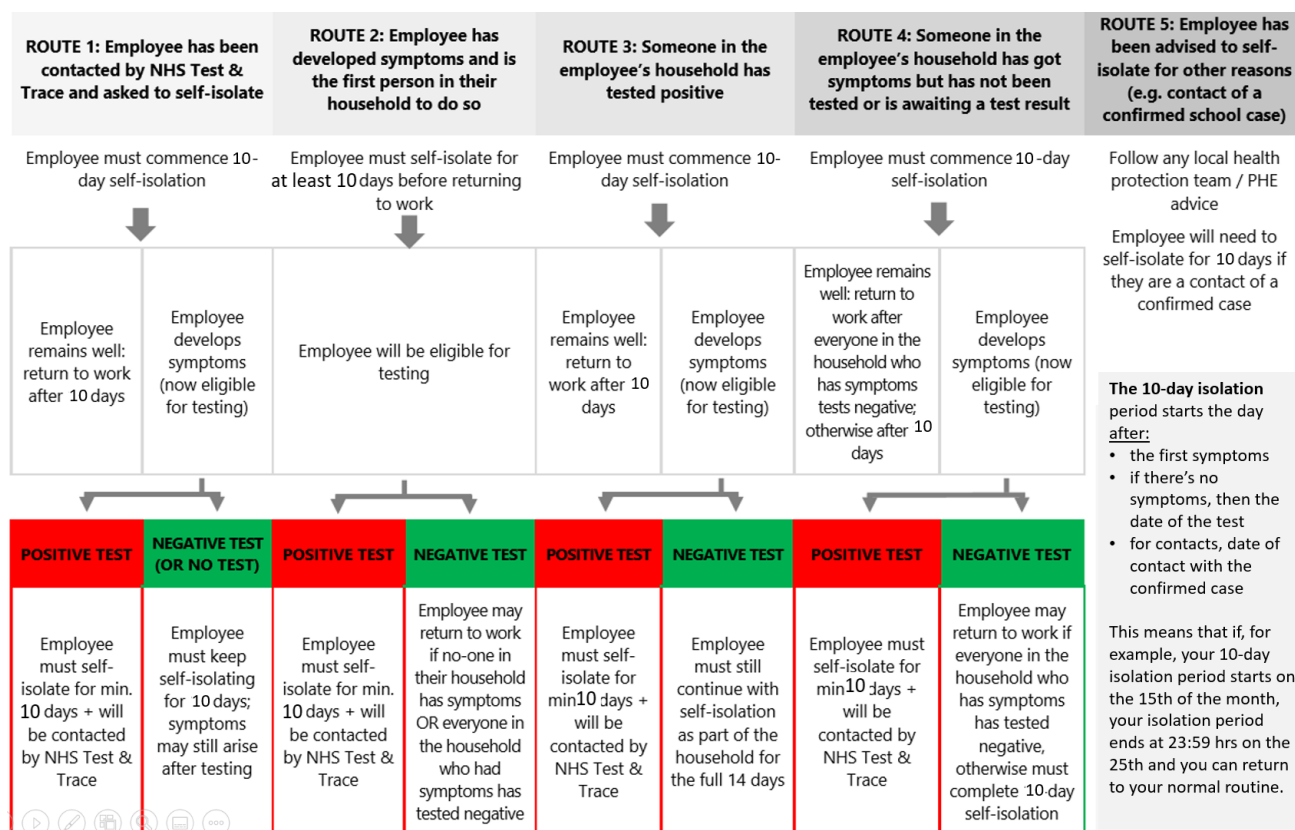 ROUTE 1: Employee has been
contacted by NHS Test &
Trace and asked to self-isolate
ROUTE 2: Employee has
developed symptoms and is
the first person in their
household to do so
ROUTE 3: Someone in the
employee's household has
tested positive
ROUTE 4: Someone in the
employee's household has got
symptoms but has not been
tested or is awaiting a test result
ROUTE 5: Employee has
been advised to self-
isolate for other reasons
(e.g. contact of a
confirmed school case)
Employee must commence 10-
day self-isolation
Employee must self-isolate for
at least 10 days before returning
to work
Employee must commence 10-
day self-isolation
Employee must commence 10 -day
self-isolation
Follow any local health
protection team / PHE
advice
Employee will need to
self-isolate for 10 days if
they are a contact of a
confirmed case
Employee
remains well:
return to work
after 10 days
Employee
develops
symptoms
(now eligible
for testing)
Employee will be eligible for
testing
Employee
remains well:
return to
work after 10
days
Employee
develops
symptoms
(now eligible
for testing)
Employee remains
well: return to
work after
everyone in the
household who
has symptoms
tests negative;
otherwise after 10
days
Employee
develops
symptoms (now
eligible for
testing)
POSITIVE TEST
NEGATIVE TEST
(OR NO TEST)
POSITIVE TEST
NEGATIVE TEST
POSITIVE TEST
NEGATIVE TEST
POSITIVE TEST
NEGATIVE TEST
Employee
must self-
isolate for min.
10 days + will
be contacted
by NHS Test &
Trace
Employee
must keep
self-isolating
for 10 days;
symptoms
may still arise
after testing
Employee
must self-
isolate for min.
10 days + will
be contacted
by NHS Test &
Trace
Employee may
return to work
if no-one in
their household
has symptoms
OR everyone in
the household
who had
symptoms has
tested negative
Employee
must self-
isolate for
min10 days +
will be
contacted by
NHS Test &
Trace
Employee
must still
continue with
self-isolation
as part of the
household for
the full 14 days
Employee must
self-isolate for
min10 days +
will be
contacted by
NHS Test &
Trace
Employee may
return to work if
everyone in the
household who
has symptoms
has tested
negative,
otherwise must
complete 10-day
self-isolation
The 10-day isolation
period starts the day
after:
• the first symptoms
• if there's no
symptoms, then the
date of the test
• for contacts, date of
contact with the
confirmed case
This means that if, for
example, your 10-day
isolation period starts on
the 15th of the month,
your isolation period
ends at 23:59 hrs on the
25th and you can return
to your normal routine.